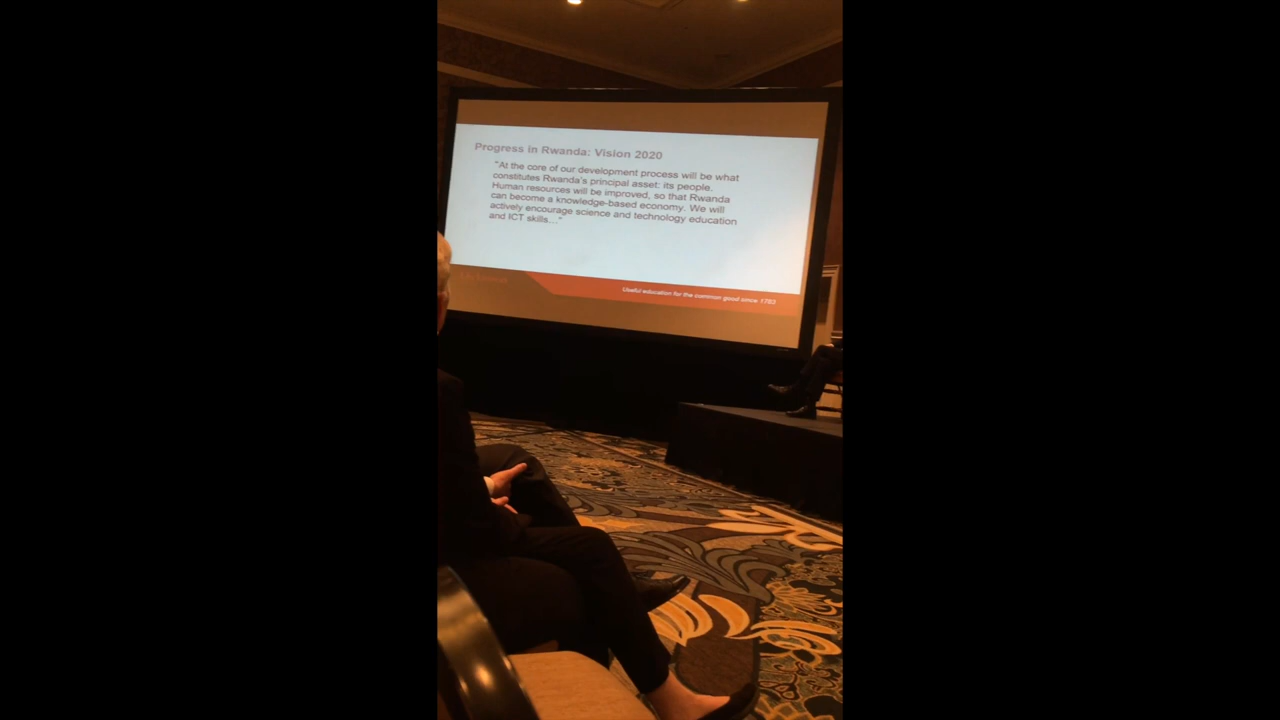 Progress in Rwanda: Vision 2020
"At the core of our development process will be what
constitutes Rwanda's principal asset: its people.
Human resources will be improved, so that Rwanda
can become a knowledge-based economy. We will
actively encourage science and technology education
and ICT skills..."
Useful education for the common good since 1783